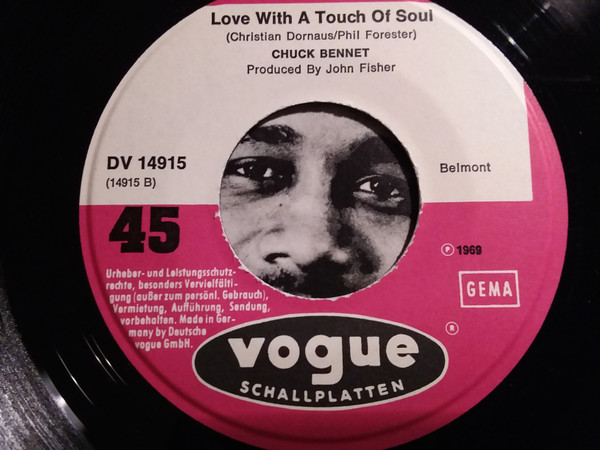 Love With A Touch Of Soul
(Christian Dornaus/Phil Forester)
CHUCK BENNET
Produced By John Fisher
DV 14915
(14915 B)
Belmont
45
℗ 1969
GEMA
Urheber- und Leistungsschutz-
rechte, besonders Vervielfälti-
gung (außer zum persönl. Gebrauch),
Vermietung, Aufführung, Sendung,
vorbehalten. Made in Ger-
many by Deutsche
vogue GmbH.
®
vogue
SCHALLPLATTEN